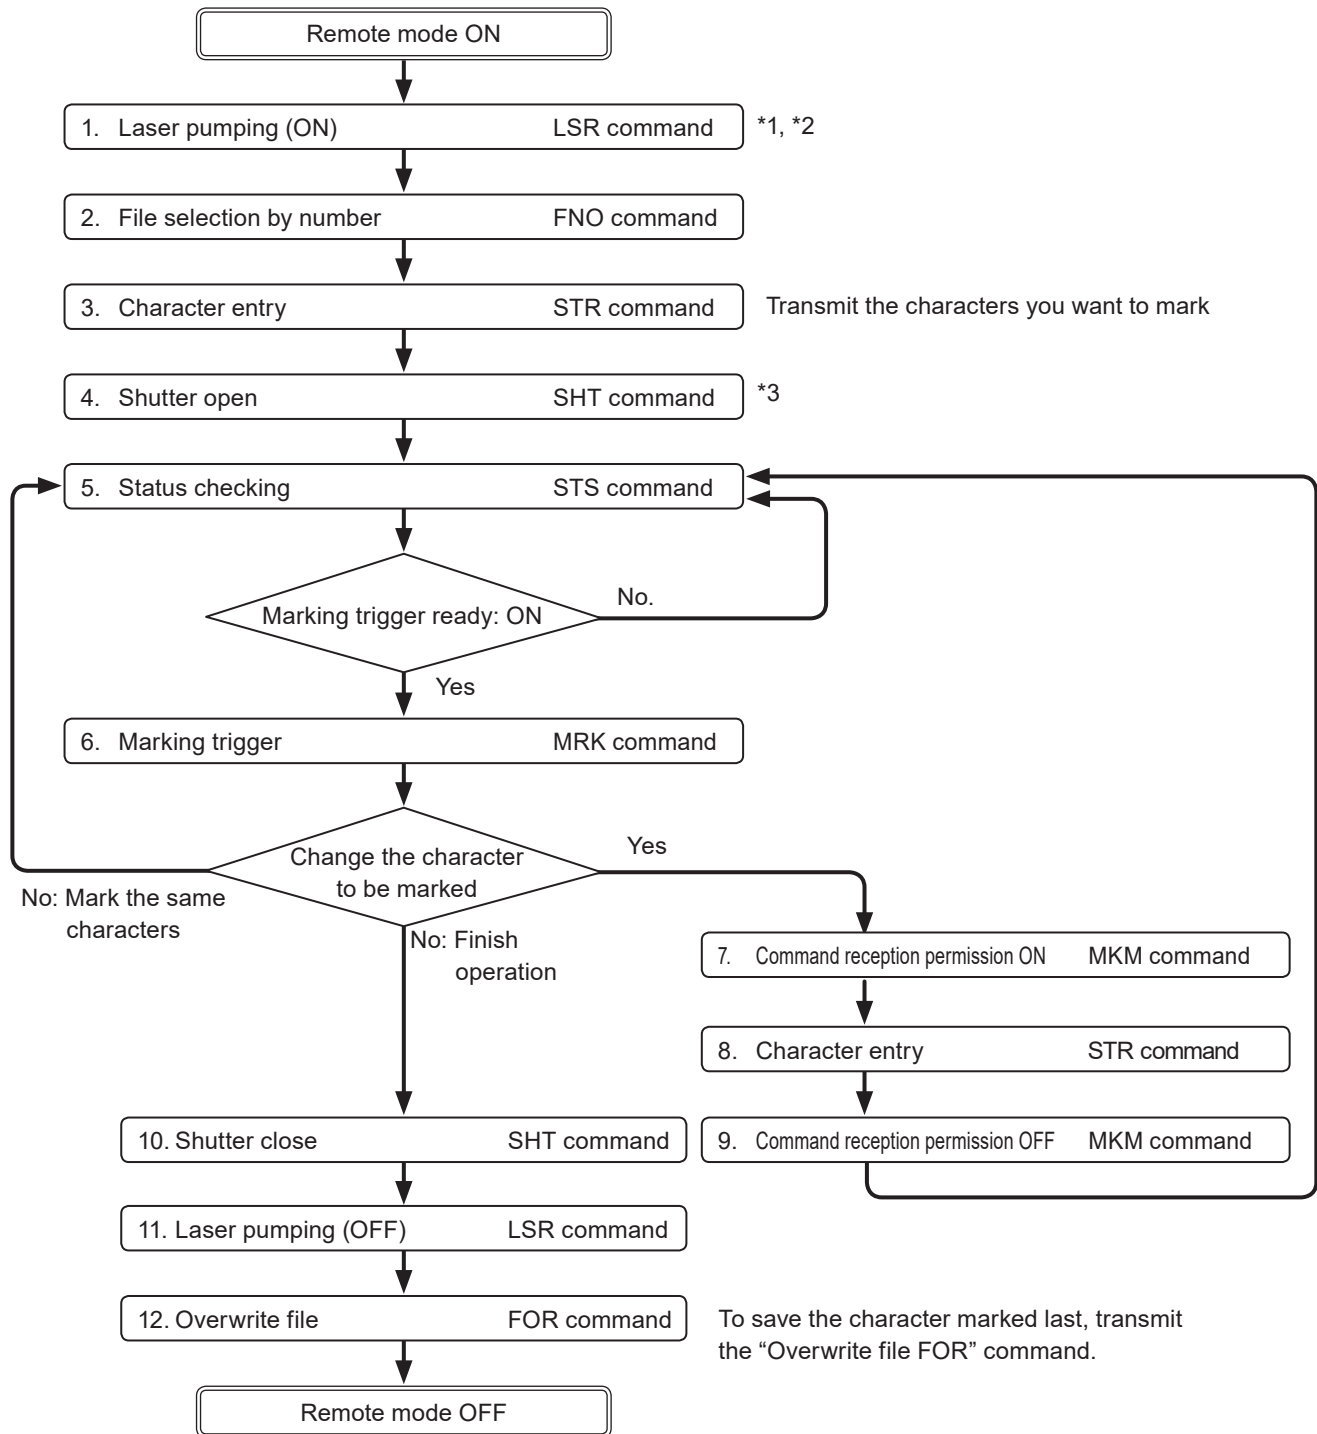 Remote mode ON
1. Laser pumping (ON) LSR command *1, *2
2. File selection by number FNO command
3. Character entry STR command Transmit the characters you want to mark
4. Shutter open SHT command *3
5. Status checking STS command
Marking trigger ready: ON
No.
Yes
6. Marking trigger MRK command
Change the character
to be marked
Yes
No: Mark the same
characters
No: Finish
operation
7. Command reception permission ON MKM command
8. Character entry STR command
9. Command reception permission OFF MKM command
10. Shutter close SHT command
11. Laser pumping (OFF) LSR command
12. Overwrite file FOR command
To save the character marked last, transmit
the “Overwrite file FOR” command.
Remote mode OFF